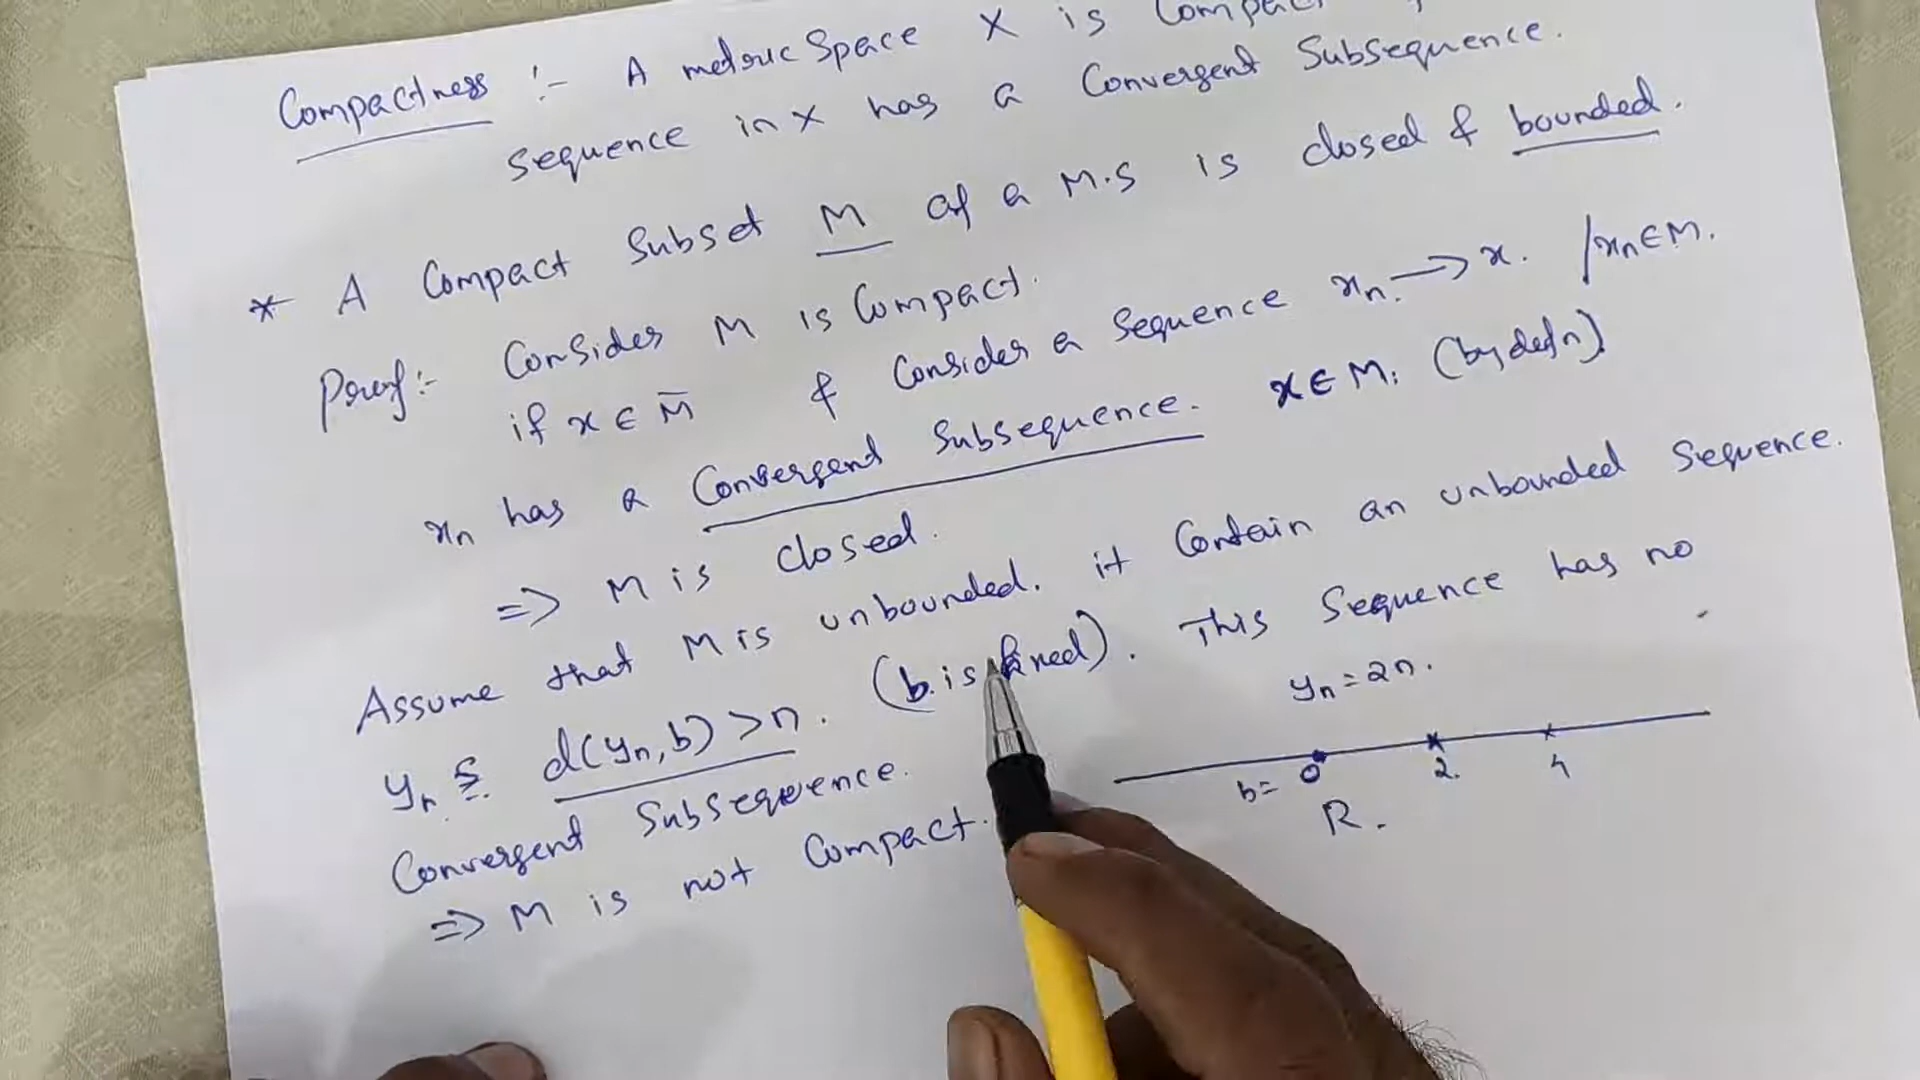 Compactness :- A metric Space X is Compact
Sequence in X has a Convergent Subsequence.
* A Compact Subset M of a M.S is closed & bounded.
Proof:- Consider M is Compact.
if x ∈ M̄ & Consider a Sequence xn → x. / xn ∈ M.
xn has a Convergent Subsequence. x ∈ M. (by defn).
=> M is closed.
Assume that M is unbounded. it Contain an unbounded Sequence.
yn d(yn, b) > n. (b is fixed). This Sequence has no
Convergent Subsequence.
=> M is not Compact.
yn = 2n.
b = 0 2. 4
R.